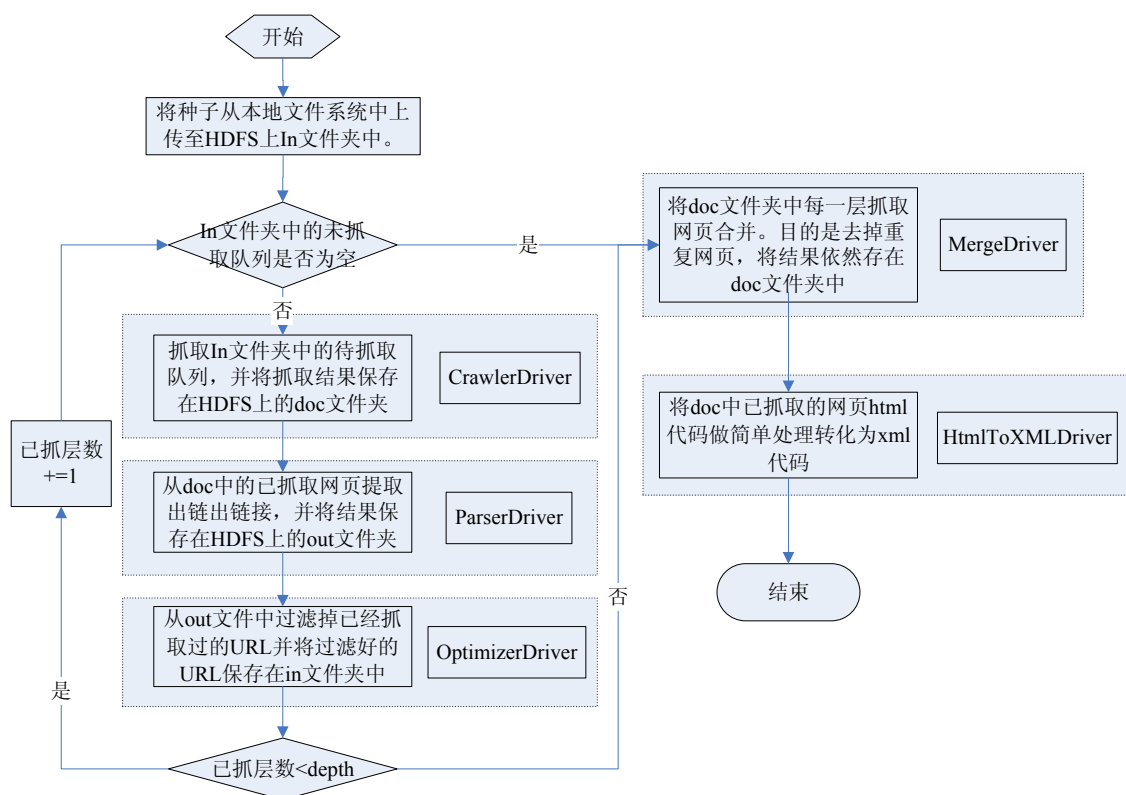 开始
将种子从本地文件系统中上
传至HDFS上In文件夹中。
In文件夹中的未抓
取队列是否为空
是
否
抓取In文件夹中的待抓取
队列，并将抓取结果保存
在HDFS上的doc文件夹
CrawlerDriver
从doc中的已抓取网页提取
出链出链接，并将结果保
存在HDFS上的out文件夹
ParserDriver
从out文件中过滤掉已经抓
取过的URL并将过滤好的
URL保存在in文件夹中
OptimizerDriver
已抓层数<depth
是
已抓层数
+=1
否
将doc文件夹中每一层抓取
网页合并。目的是去掉重
复网页，将结果依然存在
doc文件夹中
MergeDriver
将doc中已抓取的网页html
代码做简单处理转化为xml
代码
HtmlToXMLDriver
结束